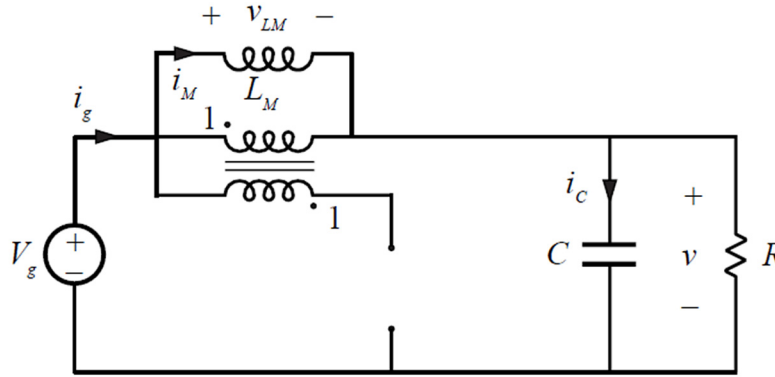 + v_LM −
i_M L_M
i_g
1
1
V_g + −
i_C
C
+ v −
R